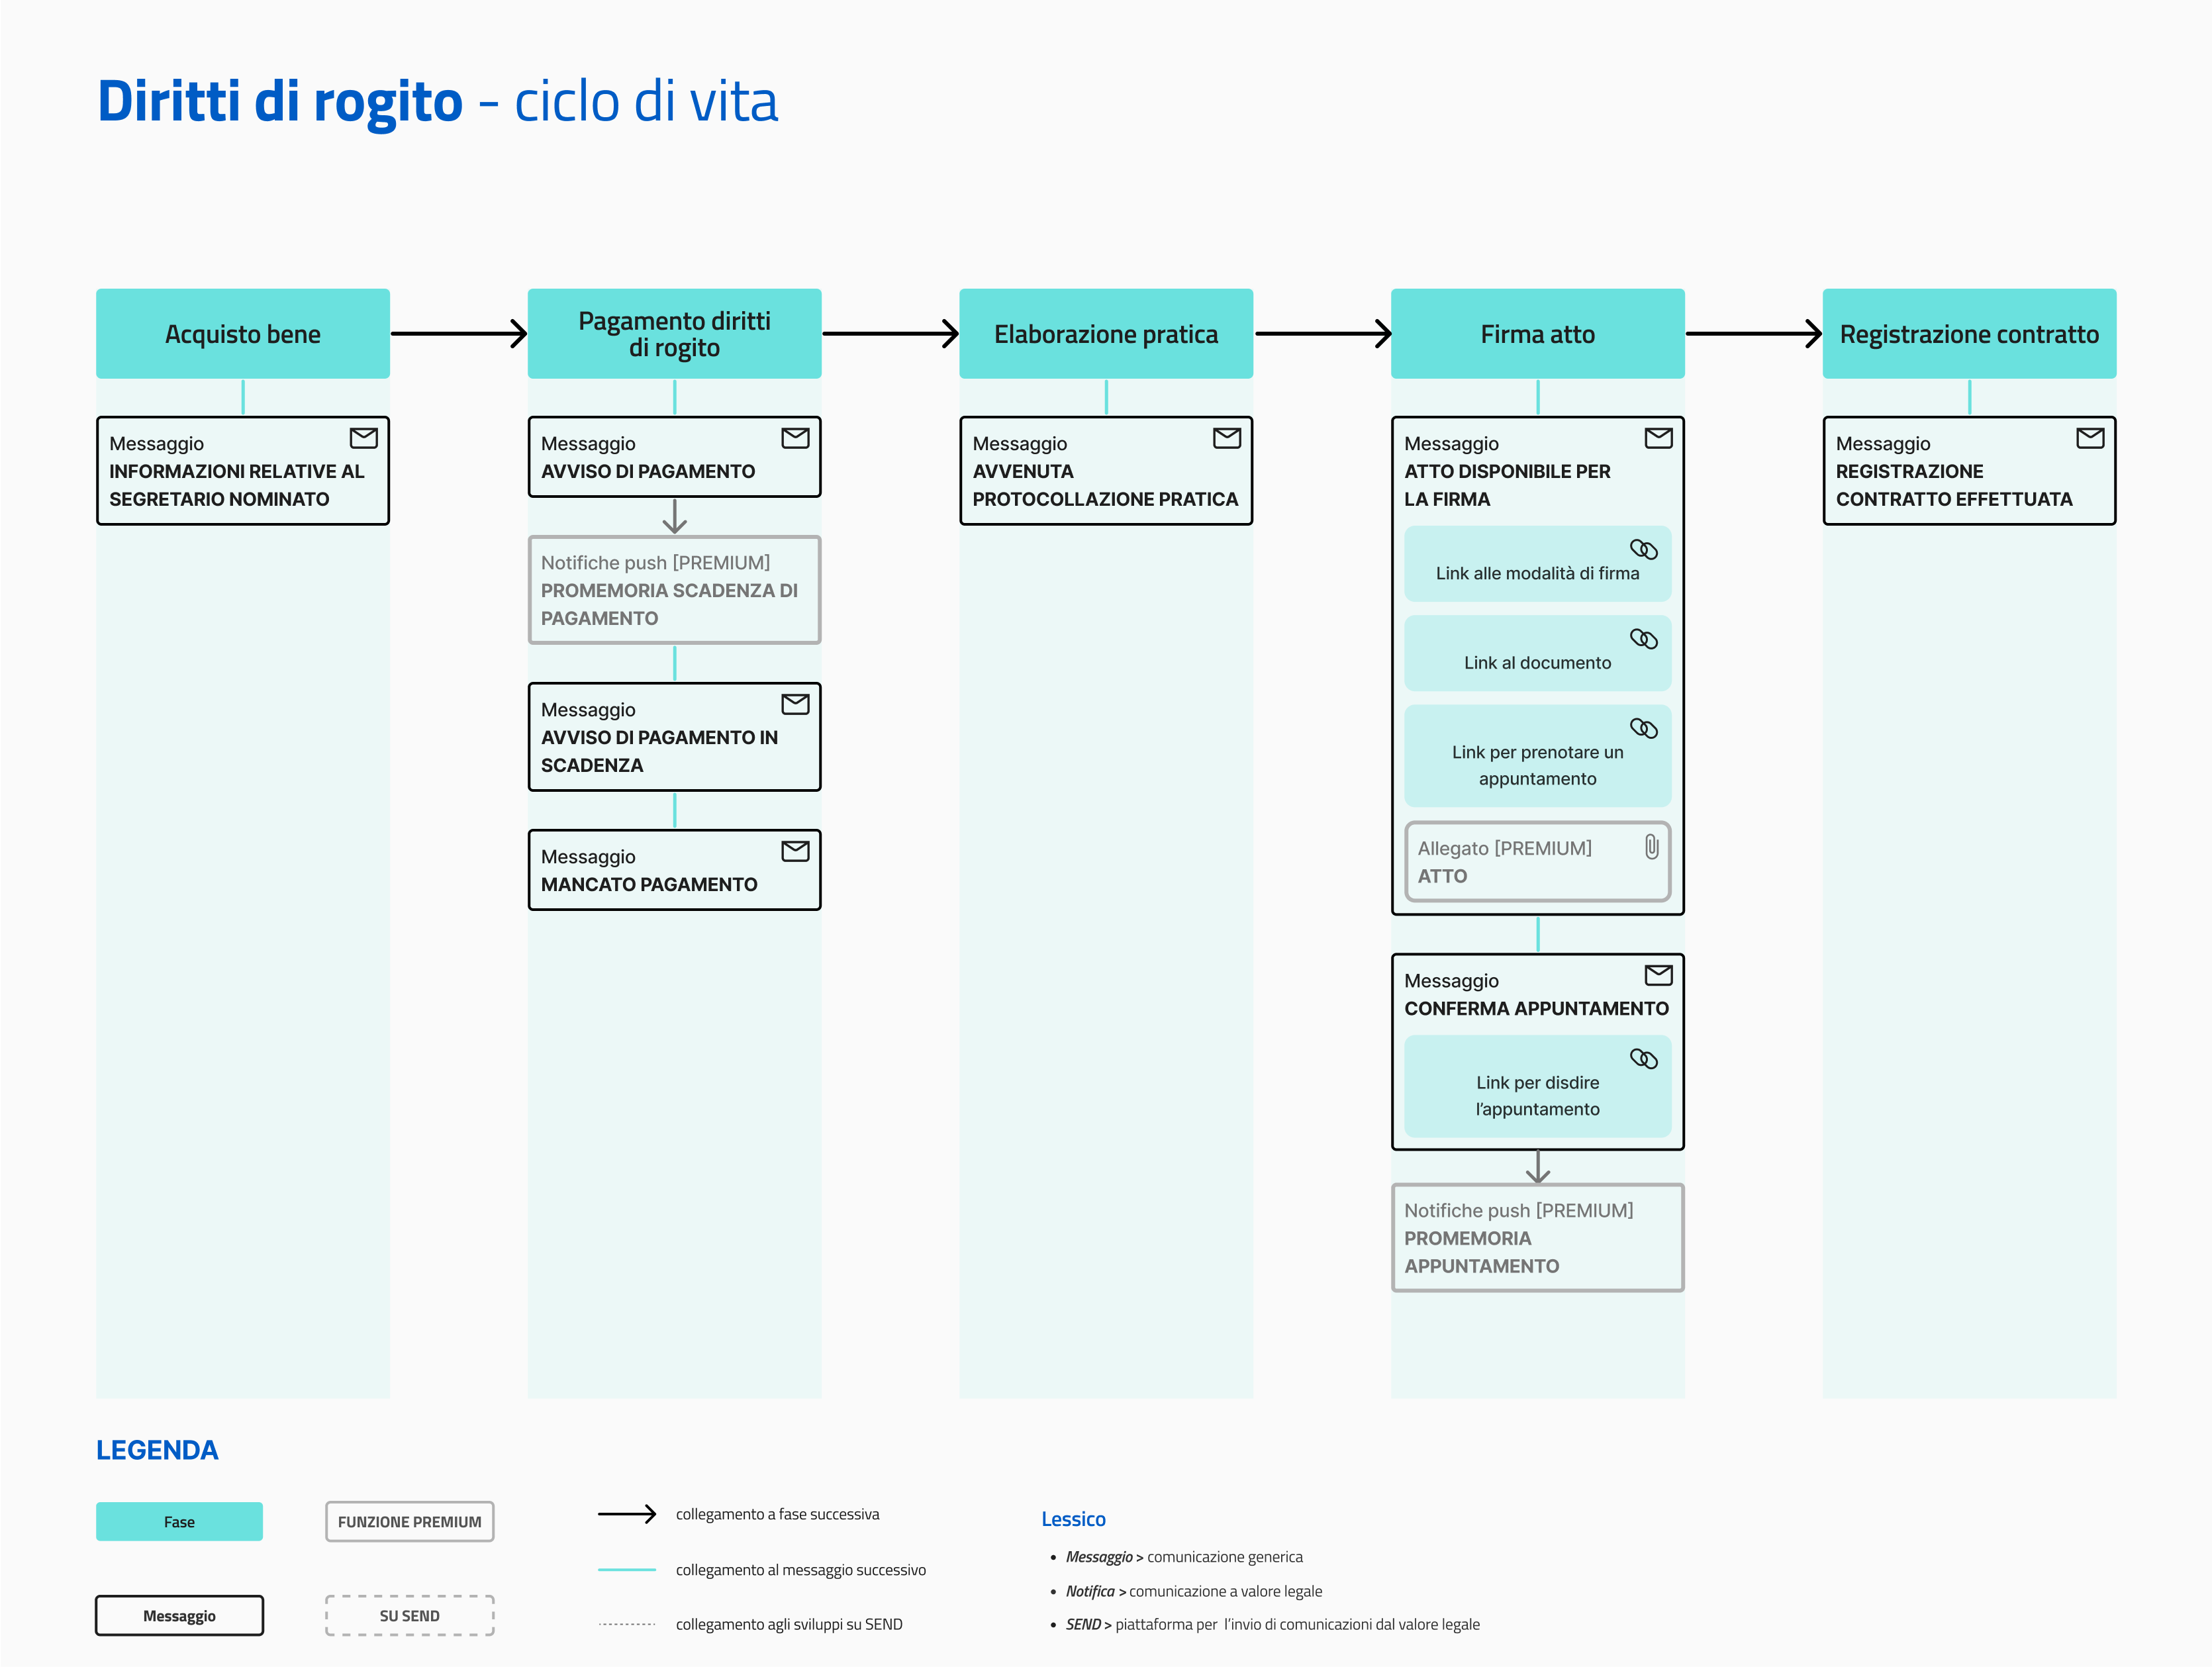 Diritti di rogito - ciclo di vita
Acquisto bene
Messaggio
INFORMAZIONI RELATIVE AL
SEGRETARIO NOMINATO
Pagamento diritti
di rogito
Messaggio
AVVISO DI PAGAMENTO
Notifiche push [PREMIUM]
PROMEMORIA SCADENZA DI
PAGAMENTO
Messaggio
AVVISO DI PAGAMENTO IN
SCADENZA
Messaggio
MANCATO PAGAMENTO
Elaborazione pratica
Messaggio
AVVENUTA
PROTOCOLLAZIONE PRATICA
Firma atto
Messaggio
ATTO DISPONIBILE PER
LA FIRMA
Link alle modalità di firma
Link al documento
Link per prenotare un
appuntamento
Allegato [PREMIUM]
ATTO
Messaggio
CONFERMA APPUNTAMENTO
Link per disdire
l’appuntamento
Notifiche push [PREMIUM]
PROMEMORIA
APPUNTAMENTO
Registrazione contratto
Messaggio
REGISTRAZIONE
CONTRATTO EFFETTUATA
LEGENDA
Fase
FUNZIONE PREMIUM
Messaggio
SU SEND
collegamento a fase successiva
collegamento al messaggio successivo
collegamento agli sviluppi su SEND
Lessico
• Messaggio > comunicazione generica
• Notifica > comunicazione a valore legale
• SEND > piattaforma per l’invio di comunicazioni dal valore legale